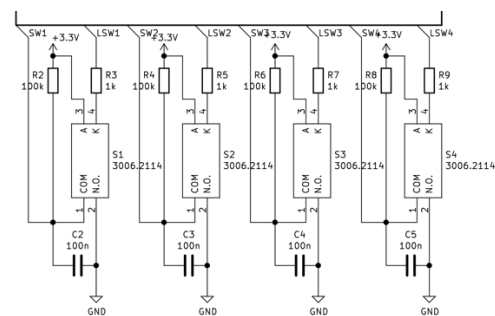 SW1 +3.3V LSW1 SW2 +3.3V LSW2 SW3 +3.3V LSW3 SW4 +3.3V LSW4
R2 R3 R4 R5 R6 R7 R8 R9
100k 1k 100k 1k 100k 1k 100k 1k
3 4 3 4 3 4 3 4
A K A K A K A K
S1 S2 S3 S4
3006.2114 3006.2114 3006.2114 3006.2114
COM N.O. COM N.O. COM N.O. COM N.O.
1 2 1 2 1 2 1 2
C2 C3 C4 C5
100n 100n 100n 100n
GND GND GND GND